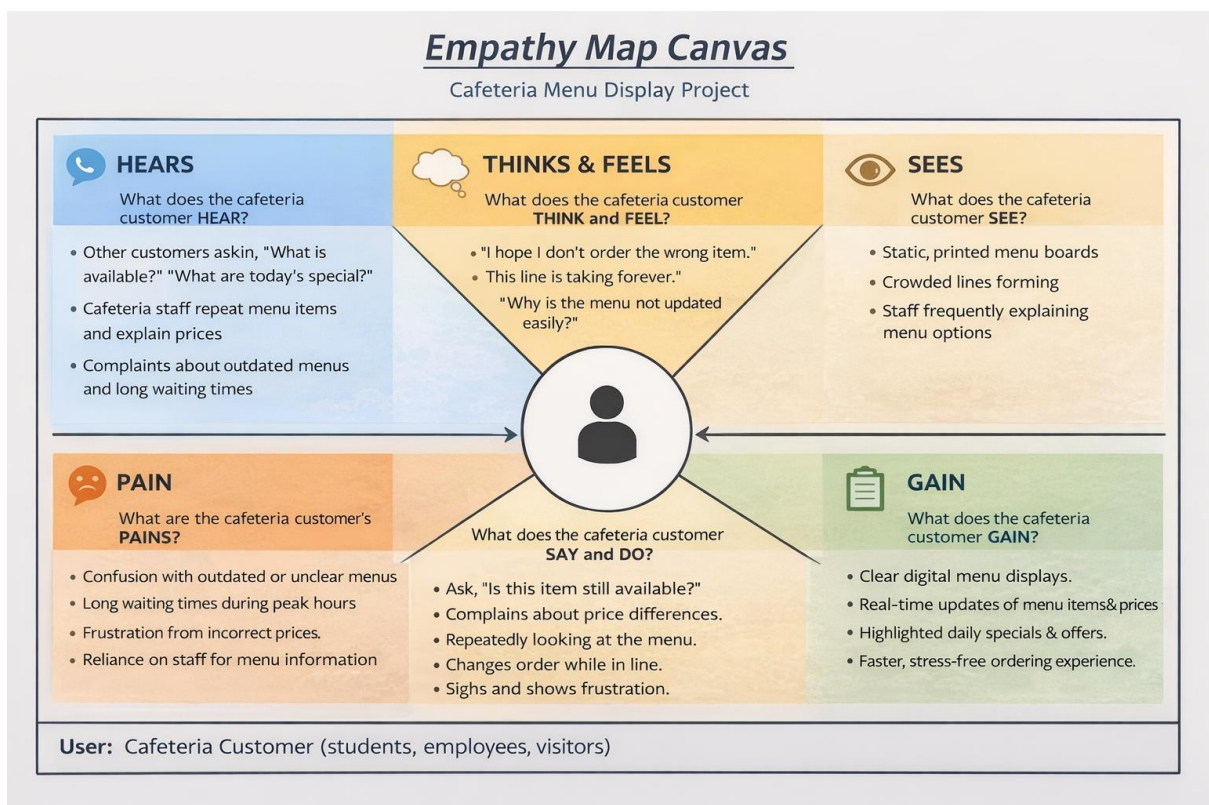 Empathy Map Canvas
Cafeteria Menu Display Project
HEARS
What does the cafeteria
customer HEAR?
• Other customers askin, "What is
available?" "What are today's special?"
• Cafeteria staff repeat menu items
and explain prices
• Complaints about outdated menus
and long waiting times
THINKS & FEELS
What does the cafeteria customer
THINK and FEEL?
• "I hope I don't order the wrong item."
• This line is taking forever."
"Why is the menu not updated
easily?"
SEES
What does the cafeteria
customer SEE?
• Static, printed menu boards
• Crowded lines forming
• Staff frequently explaining
menu options
PAIN
What are the cafeteria customer's
PAINS?
• Confusion with outdated or unclear menus
• Long waiting times during peak hours
• Frustration from incorrect prices.
• Reliance on staff for menu information
What does the cafeteria customer
SAY and DO?
• Ask, "Is this item still available?"
• Complains about price differences.
• Repeatedly looking at the menu.
• Changes order while in line.
• Sighs and shows frustration.
GAIN
What does the cafeteria
customer GAIN?
• Clear digital menu displays.
• Real-time updates of menu items& prices
• Highlighted daily specials & offers.
• Faster, stress-free ordering experience.
User: Cafeteria Customer (students, employees, visitors)